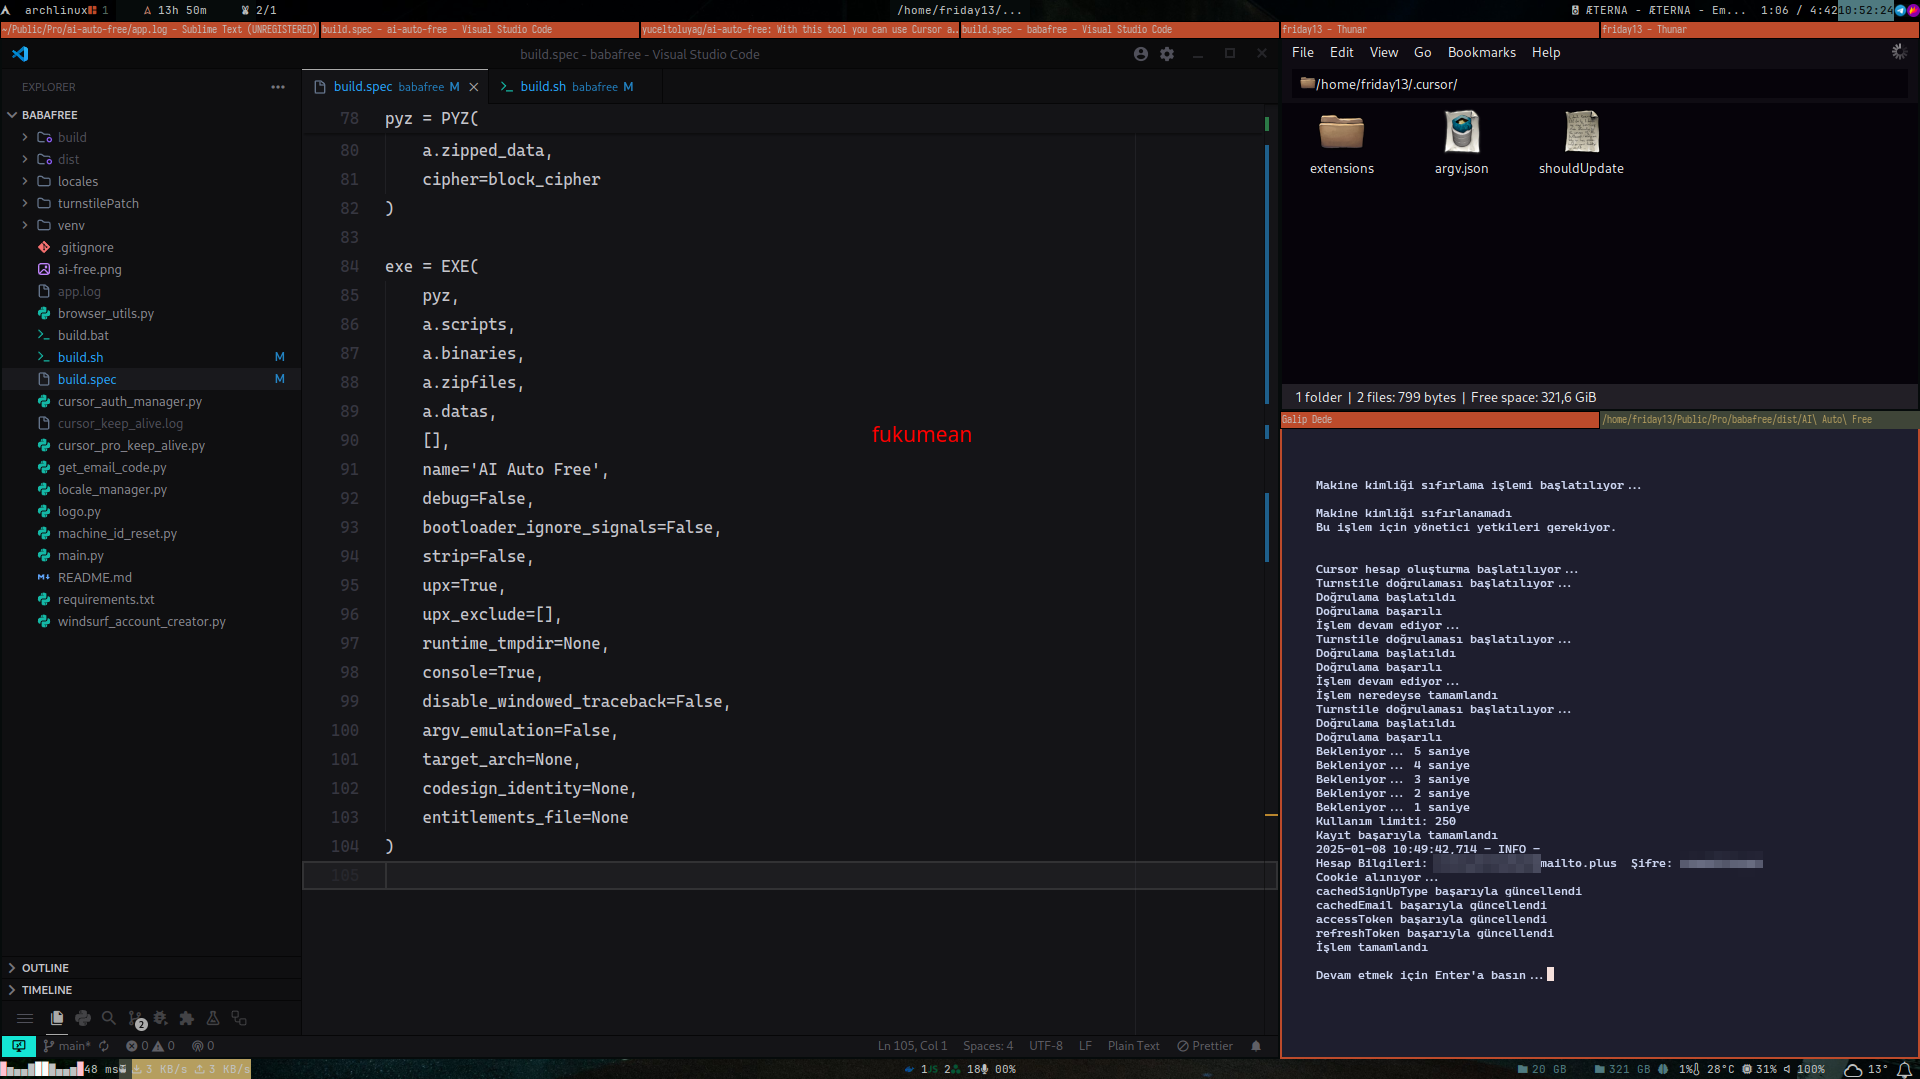 archlinux 1
13h 50m
2/1
/home/friday13/...
ÆTERNA - ÆTERNA - Em...
1:06 / 4:42
10:52:24
~/Public/Pro/ai-auto-free/app.log - Sublime Text (UNREGISTERED)
build.spec - ai-auto-free - Visual Studio Code
yuceltoluyag/ai-auto-free: With this tool you can use Cursor a..
build.spec - babafree - Visual Studio Code
friday13 - Thunar
friday13 - Thunar
build.spec - babafree - Visual Studio Code
EXPLORER
BABAFREE
build
dist
locales
turnstilePatch
venv
.gitignore
ai-free.png
app.log
browser_utils.py
build.bat
build.sh M
build.spec M
cursor_auth_manager.py
cursor_keep_alive.log
cursor_pro_keep_alive.py
get_email_code.py
locale_manager.py
logo.py
machine_id_reset.py
main.py
README.md
requirements.txt
windsurf_account_creator.py
OUTLINE
TIMELINE
2
build.spec babafree M
build.sh babafree M
78 pyz = PYZ(
80 a.zipped_data,
81 cipher=block_cipher
82 )
83
84 exe = EXE(
85 pyz,
86 a.scripts,
87 a.binaries,
88 a.zipfiles,
89 a.datas,
90 [],
91 name='AI Auto Free',
92 debug=False,
93 bootloader_ignore_signals=False,
94 strip=False,
95 upx=True,
96 upx_exclude=[],
97 runtime_tmpdir=None,
98 console=True,
99 disable_windowed_traceback=False,
100 argv_emulation=False,
101 target_arch=None,
102 codesign_identity=None,
103 entitlements_file=None
104 )
105
fukumean
main* 0 0 0
Ln 105, Col 1 Spaces: 4 UTF-8 LF Plain Text Prettier
File Edit View Go Bookmarks Help
/home/friday13/.cursor/
extensions
argv.json
shouldUpdate
1 folder | 2 files: 799 bytes | Free space: 321,6 GiB
Galip Dede
/home/friday13/Public/Pro/babafree/dist/AI\ Auto\ Free
Makine kimliği sıfırlama işlemi başlatılıyor...
Makine kimliği sıfırlanamadı
Bu işlem için yönetici yetkileri gerekiyor.
Cursor hesap oluşturma başlatılıyor...
Turnstile doğrulaması başlatılıyor...
Doğrulama başlatıldı
Doğrulama başarılı
İşlem devam ediyor...
Turnstile doğrulaması başlatılıyor...
Doğrulama başlatıldı
Doğrulama başarılı
İşlem devam ediyor...
İşlem neredeyse tamamlandı
Turnstile doğrulaması başlatılıyor...
Doğrulama başlatıldı
Doğrulama başarılı
Bekleniyor... 5 saniye
Bekleniyor... 4 saniye
Bekleniyor... 3 saniye
Bekleniyor... 2 saniye
Bekleniyor... 1 saniye
Kullanım limiti: 250
Kayıt başarıyla tamamlandı
2025-01-08 10:49:42,714 - INFO -
Hesap Bilgileri: mailto.plus Şifre:
Cookie alınıyor...
cachedSignUpType başarıyla güncellendi
cachedEmail başarıyla güncellendi
accessToken başarıyla güncellendi
refreshToken başarıyla güncellendi
İşlem tamamlandı
Devam etmek için Enter'a basın...
48 ms
3 KB/s 3 KB/s
1 2 18 00%
20 GB
321 GB
1% 28°C 31% 100%
13°